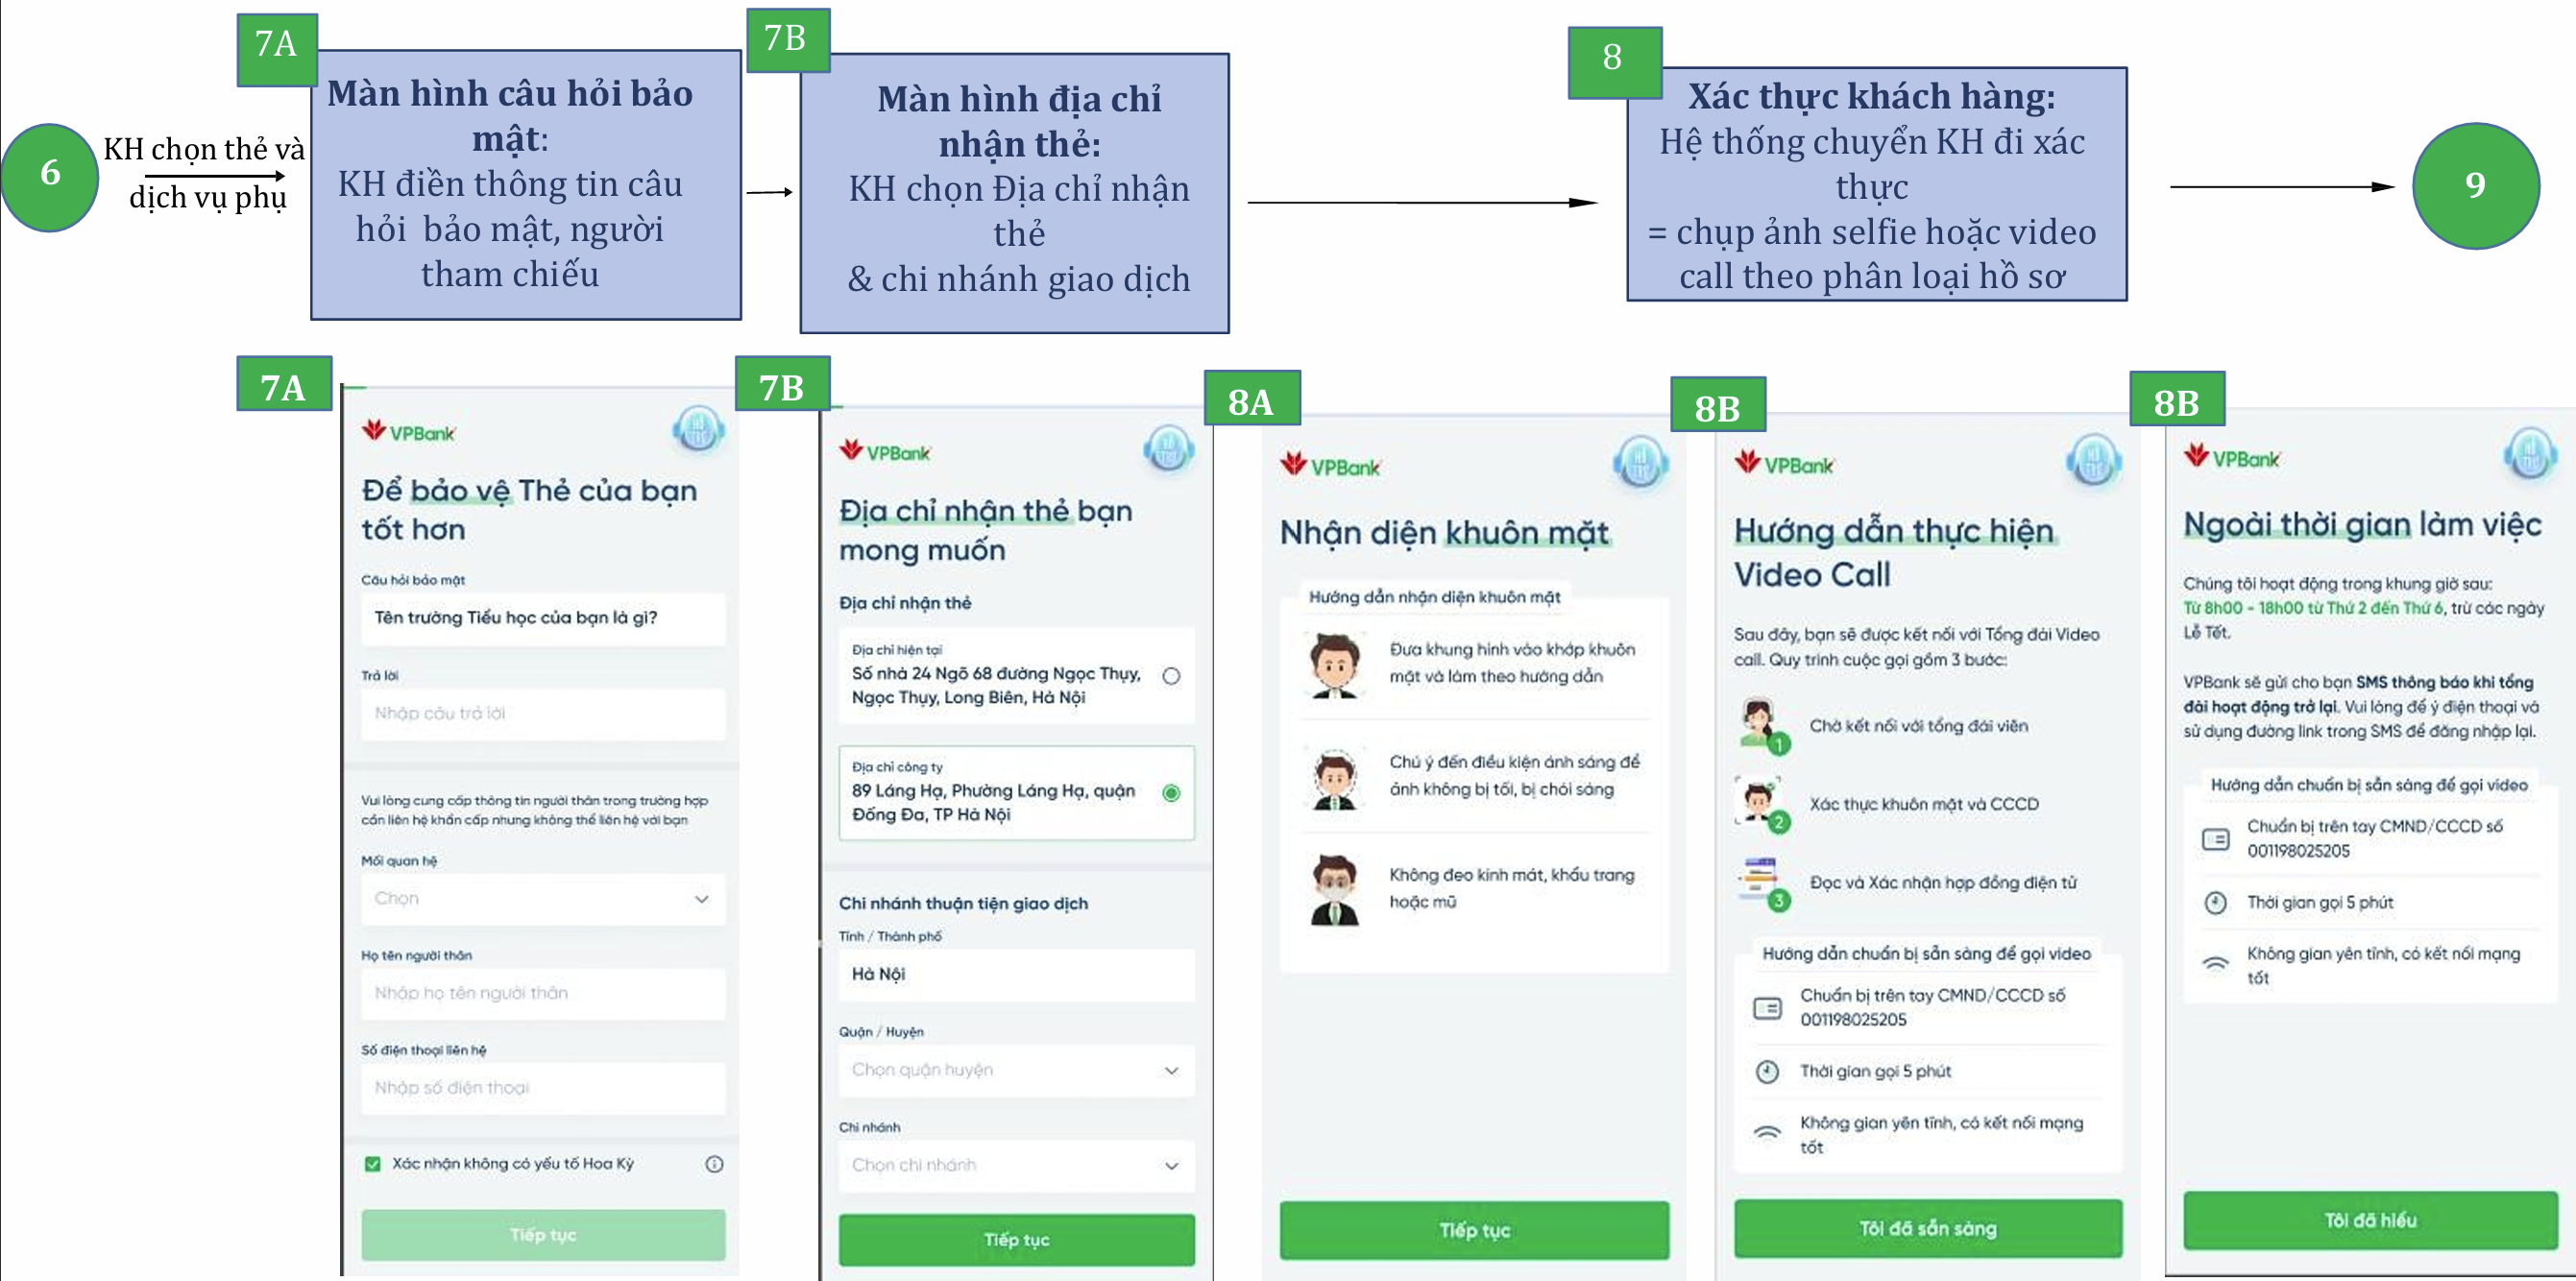 6
KH chọn thẻ và
dịch vụ phụ
7A
Màn hình câu hỏi bảo
mật:
KH điền thông tin câu
hỏi bảo mật, người
tham chiếu
7B
Màn hình địa chỉ
nhận thẻ:
KH chọn Địa chỉ nhận
thẻ
& chi nhánh giao dịch
8
Xác thực khách hàng:
Hệ thống chuyển KH đi xác
thực
= chụp ảnh selfie hoặc video
call theo phân loại hồ sơ
9
7A
VPBank
Để bảo vệ Thẻ của bạn
tốt hơn
Câu hỏi bảo mật
Tên trường Tiểu học của bạn là gì?
Trả lời
Nhập câu trả lời
Vui lòng cung cấp thông tin người thân trong trường hợp
cần liên hệ khẩn cấp nhưng không thể liên hệ với bạn
Mối quan hệ
Chọn
Họ tên người thân
Nhập họ tên người thân
Số điện thoại liên hệ
Nhập số điện thoại
Xác nhận không có yếu tố Hoa Kỳ
Tiếp tục
7B
VPBank
Địa chỉ nhận thẻ bạn
mong muốn
Địa chỉ nhận thẻ
Địa chỉ hiện tại
Số nhà 24 Ngõ 68 đường Ngọc Thụy,
Ngọc Thụy, Long Biên, Hà Nội
Địa chỉ công ty
89 Láng Hạ, Phường Láng Hạ, quận
Đống Đa, TP Hà Nội
Chi nhánh thuận tiện giao dịch
Tỉnh / Thành phố
Hà Nội
Quận / Huyện
Chọn quận huyện
Chi nhánh
Chọn chi nhánh
Tiếp tục
8A
VPBank
Nhận diện khuôn mặt
Hướng dẫn nhận diện khuôn mặt
Đưa khung hình vào khớp khuôn
mặt và làm theo hướng dẫn
Chú ý đến điều kiện ánh sáng để
ảnh không bị tối, bị chói sáng
Không đeo kính mát, khẩu trang
hoặc mũ
Tiếp tục
8B
VPBank
Hướng dẫn thực hiện
Video Call
Sau đây, bạn sẽ được kết nối với Tổng đài Video
call. Quy trình cuộc gọi gồm 3 bước:
1
Chờ kết nối với tổng đài viên
2
Xác thực khuôn mặt và CCCD
3
Đọc và Xác nhận hợp đồng điện tử
Hướng dẫn chuẩn bị sẵn sàng để gọi video
Chuẩn bị trên tay CMND/CCCD số
001198025205
Thời gian gọi 5 phút
Không gian yên tĩnh, có kết nối mạng
tốt
Tôi đã sẵn sàng
8B
VPBank
Ngoài thời gian làm việc
Chúng tôi hoạt động trong khung giờ sau:
Từ 8h00 - 18h00 từ Thứ 2 đến Thứ 6, trừ các ngày
Lễ Tết.
VPBank sẽ gửi cho bạn SMS thông báo khi tổng
đài hoạt động trở lại. Vui lòng để ý điện thoại và
sử dụng đường link trong SMS để đăng nhập lại.
Hướng dẫn chuẩn bị sẵn sàng để gọi video
Chuẩn bị trên tay CMND/CCCD số
001198025205
Thời gian gọi 5 phút
Không gian yên tĩnh, có kết nối mạng
tốt
Tôi đã hiểu